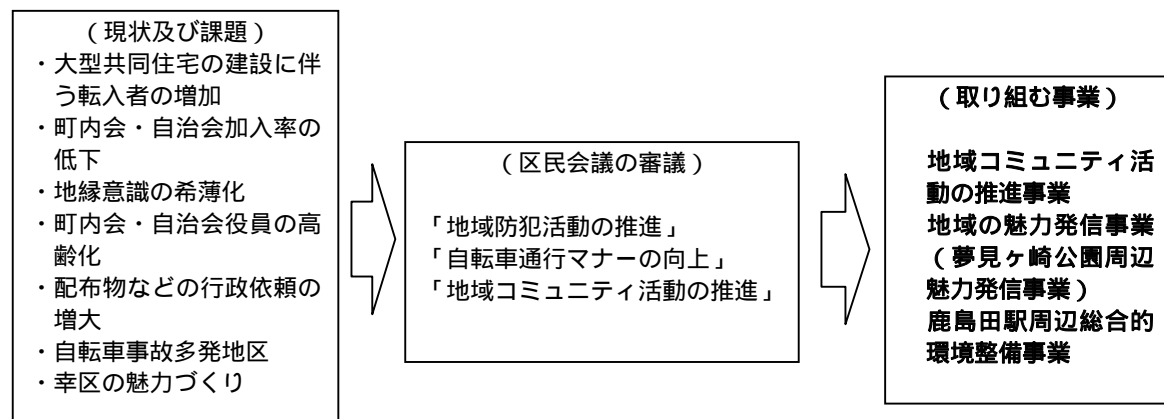 （現状及び課題）
・大型共同住宅の建設に伴
う転入者の増加
・町内会・自治会加入率の
低下
・地縁意識の希薄化
・町内会・自治会役員の高
齢化
・配布物などの行政依頼の
増大
・自転車事故多発地区
・幸区の魅力づくり
（区民会議の審議）
「地域防犯活動の推進」
「自転車通行マナーの向上」
「地域コミュニティ活動の推進」
（取り組む事業）
地域コミュニティ活
動の推進事業
地域の魅力発信事業
（夢見ヶ崎公園周辺
魅力発信事業）
鹿島田駅周辺総合的
環境整備事業